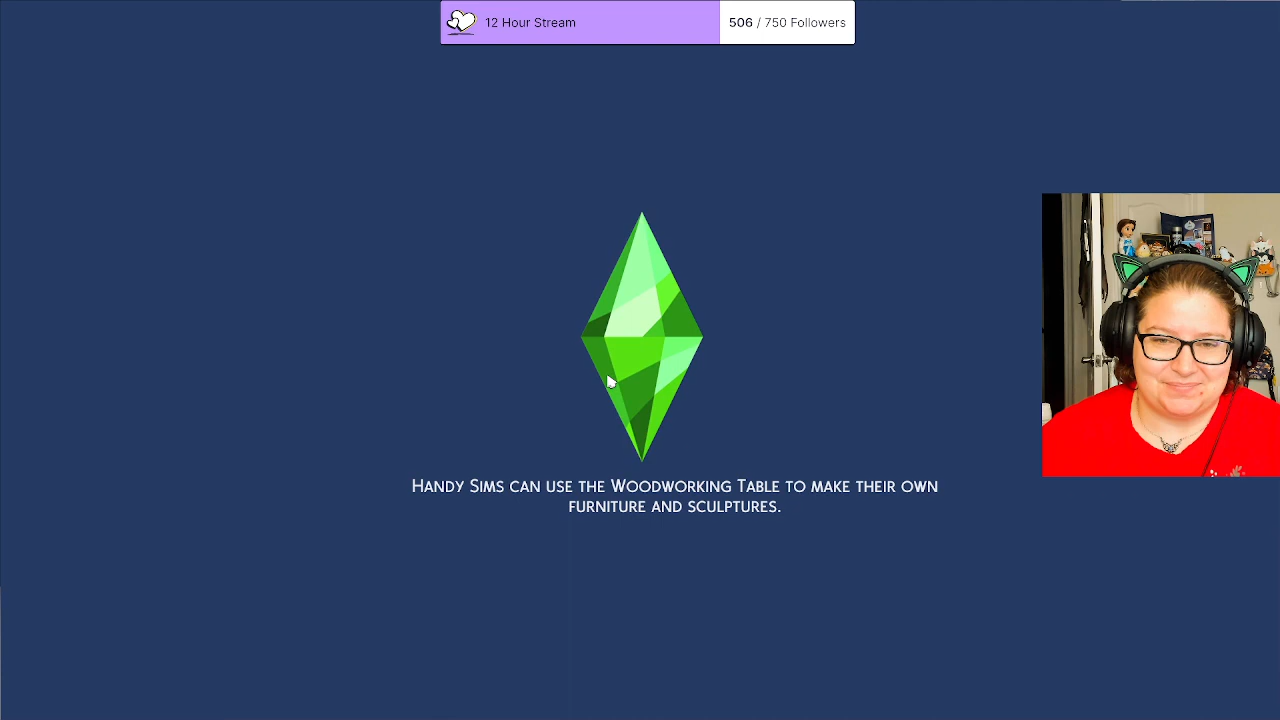 12 Hour Stream
506 / 750 Followers
HANDY SIMS CAN USE THE WOODWORKING TABLE TO MAKE THEIR OWN
FURNITURE AND SCULPTURES.